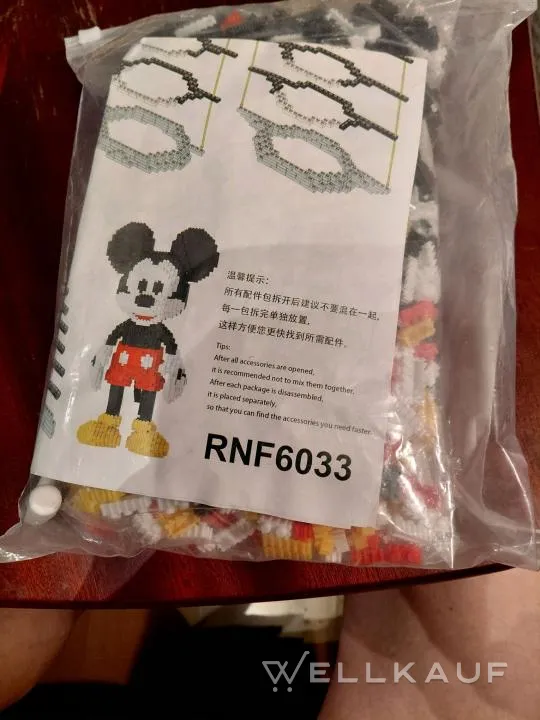 温馨提示：
所有配件包拆开后建议不要混在一起,
每一包拆完单独放置,
这样方便您更快找到所需配件。
Tips:
After all accessories are opened,
it is recommended not to mix them together,
After each package is disassembled,
it is placed separately,
so that you can find the accessories you need faster.
RNF6033
WELLKAUF